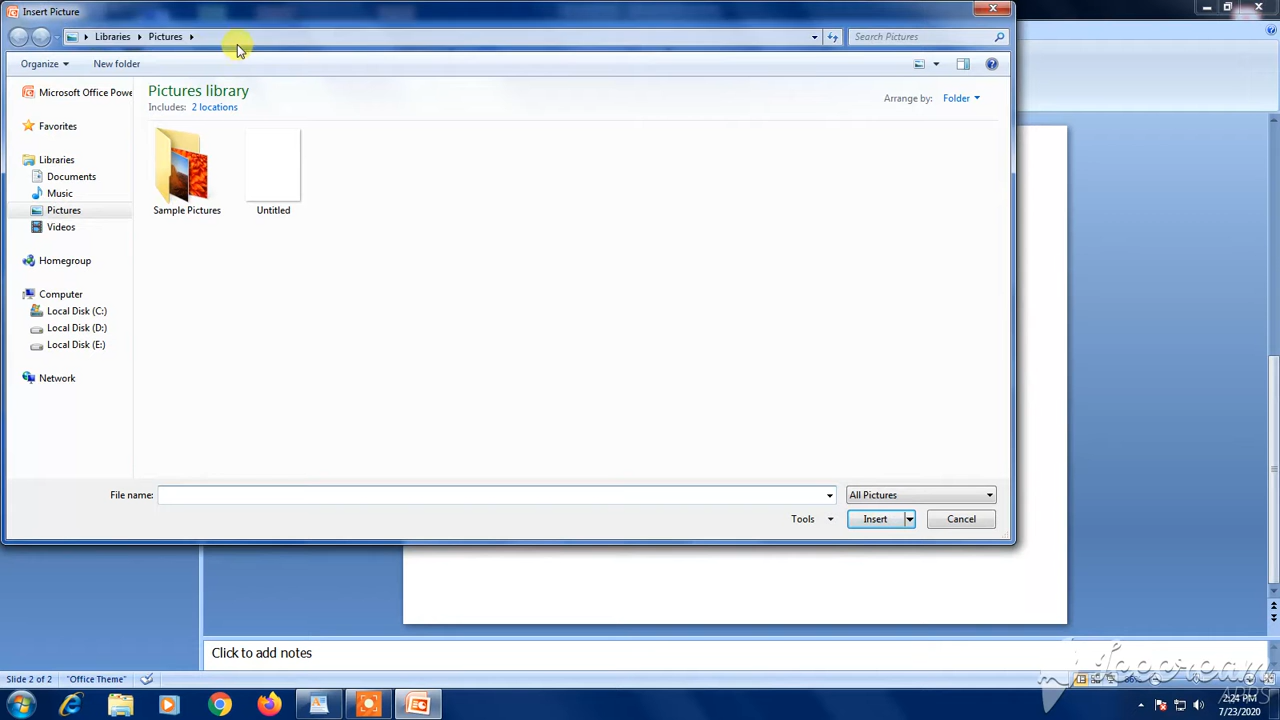 Insert Picture
Libraries Pictures
Search Pictures
Organize
New folder
Microsoft Office Powe
Favorites
Libraries
Documents
Music
Pictures
Videos
Homegroup
Computer
Local Disk (C:)
Local Disk (D:)
Local Disk (E:)
Network
Pictures library
Includes: 2 locations
Arrange by: Folder
Sample Pictures
Untitled
File name:
All Pictures
Tools
Insert
Cancel
Click to add notes
Slide 2 of 2
"Office Theme"
Icecream
APPS
2:24 PM
7/23/2020